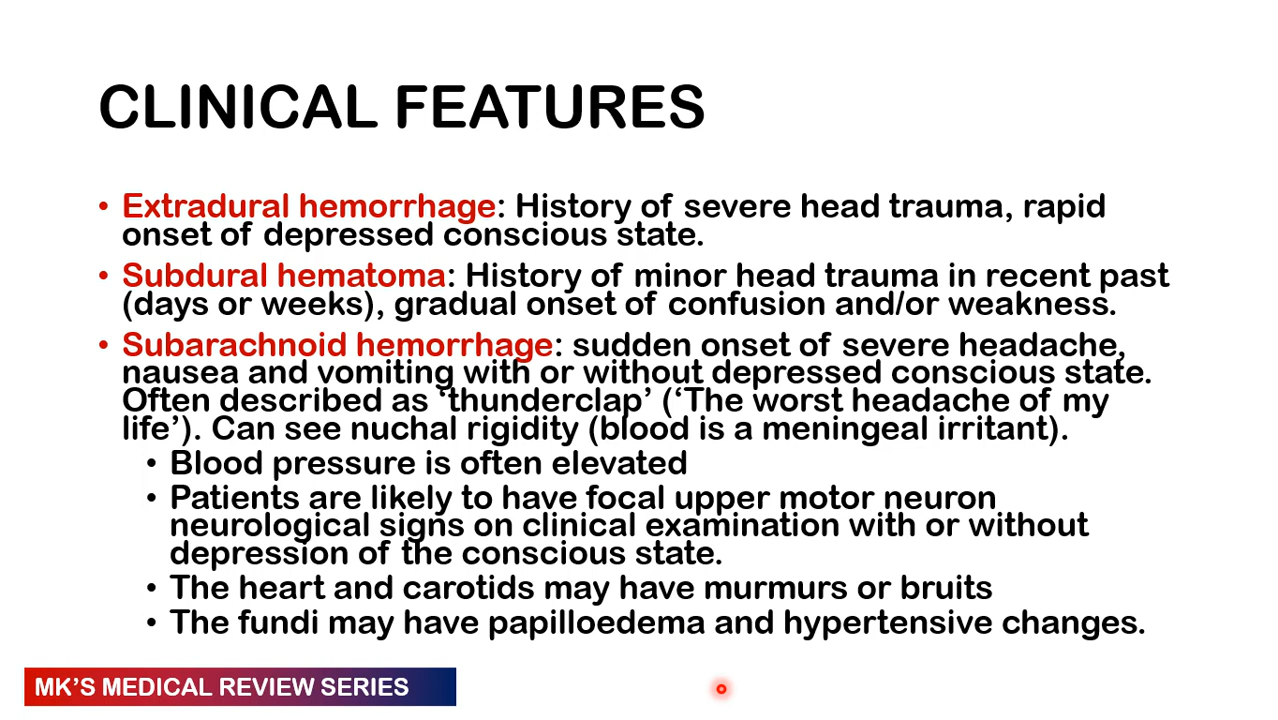 CLINICAL FEATURES
• Extradural hemorrhage: History of severe head trauma, rapid
onset of depressed conscious state.
• Subdural hematoma: History of minor head trauma in recent past
(days or weeks), gradual onset of confusion and/or weakness.
• Subarachnoid hemorrhage: sudden onset of severe headache,
nausea and vomiting with or without depressed conscious state.
Often described as ‘thunderclap’ (‘The worst headache of my
life’). Can see nuchal rigidity (blood is a meningeal irritant).
• Blood pressure is often elevated
• Patients are likely to have focal upper motor neuron
neurological signs on clinical examination with or without
depression of the conscious state.
• The heart and carotids may have murmurs or bruits
• The fundi may have papilloedema and hypertensive changes.
MK’S MEDICAL REVIEW SERIES